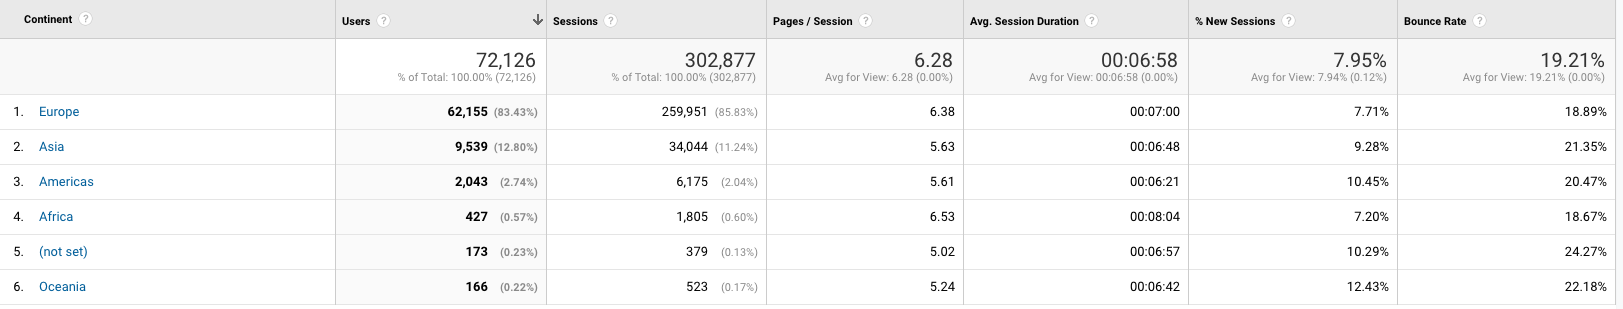 Continent ? Users ? ↓ Sessions ? Pages / Session ? Avg. Session Duration ? % New Sessions ? Bounce Rate ?
72,126 302,877 6.28 00:06:58 7.95% 19.21%
% of Total: 100.00% (72,126) % of Total: 100.00% (302,877) Avg for View: 6.28 (0.00%) Avg for View: 00:06:58 (0.00%) Avg for View: 7.94% (0.12%) Avg for View: 19.21% (0.00%)
1. Europe 62,155 (83.43%) 259,951 (85.83%) 6.38 00:07:00 7.71% 18.89%
2. Asia 9,539 (12.80%) 34,044 (11.24%) 5.63 00:06:48 9.28% 21.35%
3. Americas 2,043 (2.74%) 6,175 (2.04%) 5.61 00:06:21 10.45% 20.47%
4. Africa 427 (0.57%) 1,805 (0.60%) 6.53 00:08:04 7.20% 18.67%
5. (not set) 173 (0.23%) 379 (0.13%) 5.02 00:06:57 10.29% 24.27%
6. Oceania 166 (0.22%) 523 (0.17%) 5.24 00:06:42 12.43% 22.18%